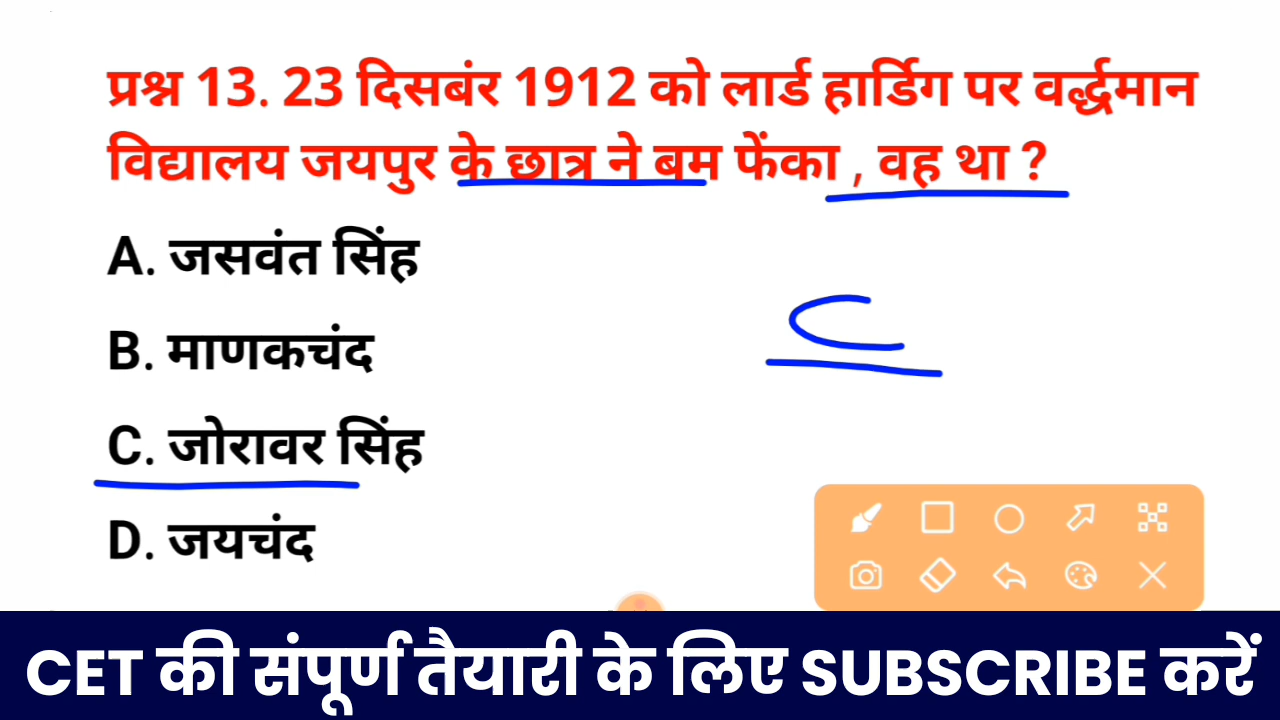 प्रश्न 13. 23 दिसबंर 1912 को लार्ड हार्डिग पर वर्द्धमान
विद्यालय जयपुर के छात्र ने बम फेंका , वह था ?
A. जसवंत सिंह
B. माणकचंद
C
C. जोरावर सिंह
D. जयचंद
CET की संपूर्ण तैयारी के लिए SUBSCRIBE करें